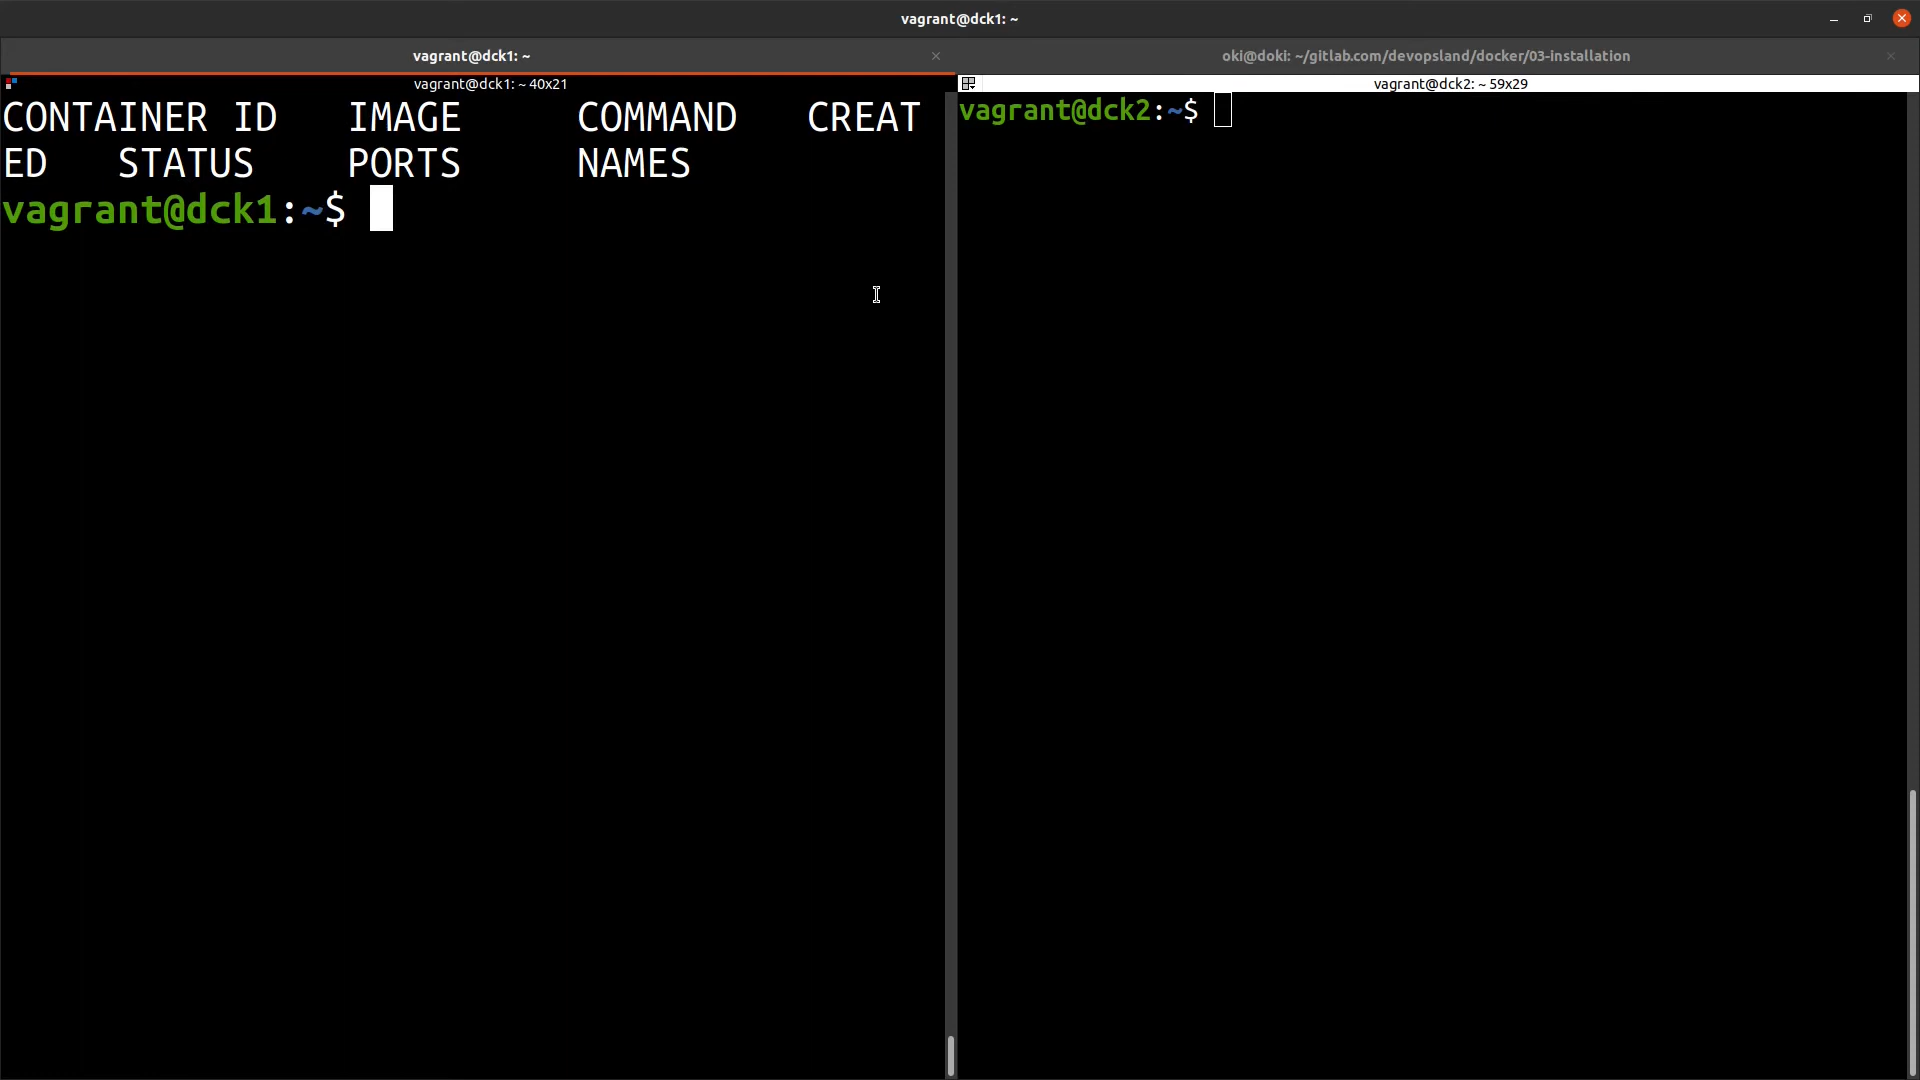 vagrant@dck1: ~
vagrant@dck1: ~
oki@doki: ~/gitlab.com/devopsland/docker/03-installation
vagrant@dck1: ~ 40x21
CONTAINER ID   IMAGE     COMMAND   CREAT
ED   STATUS    PORTS     NAMES
vagrant@dck1:~$
vagrant@dck2: ~ 59x29
vagrant@dck2:~$